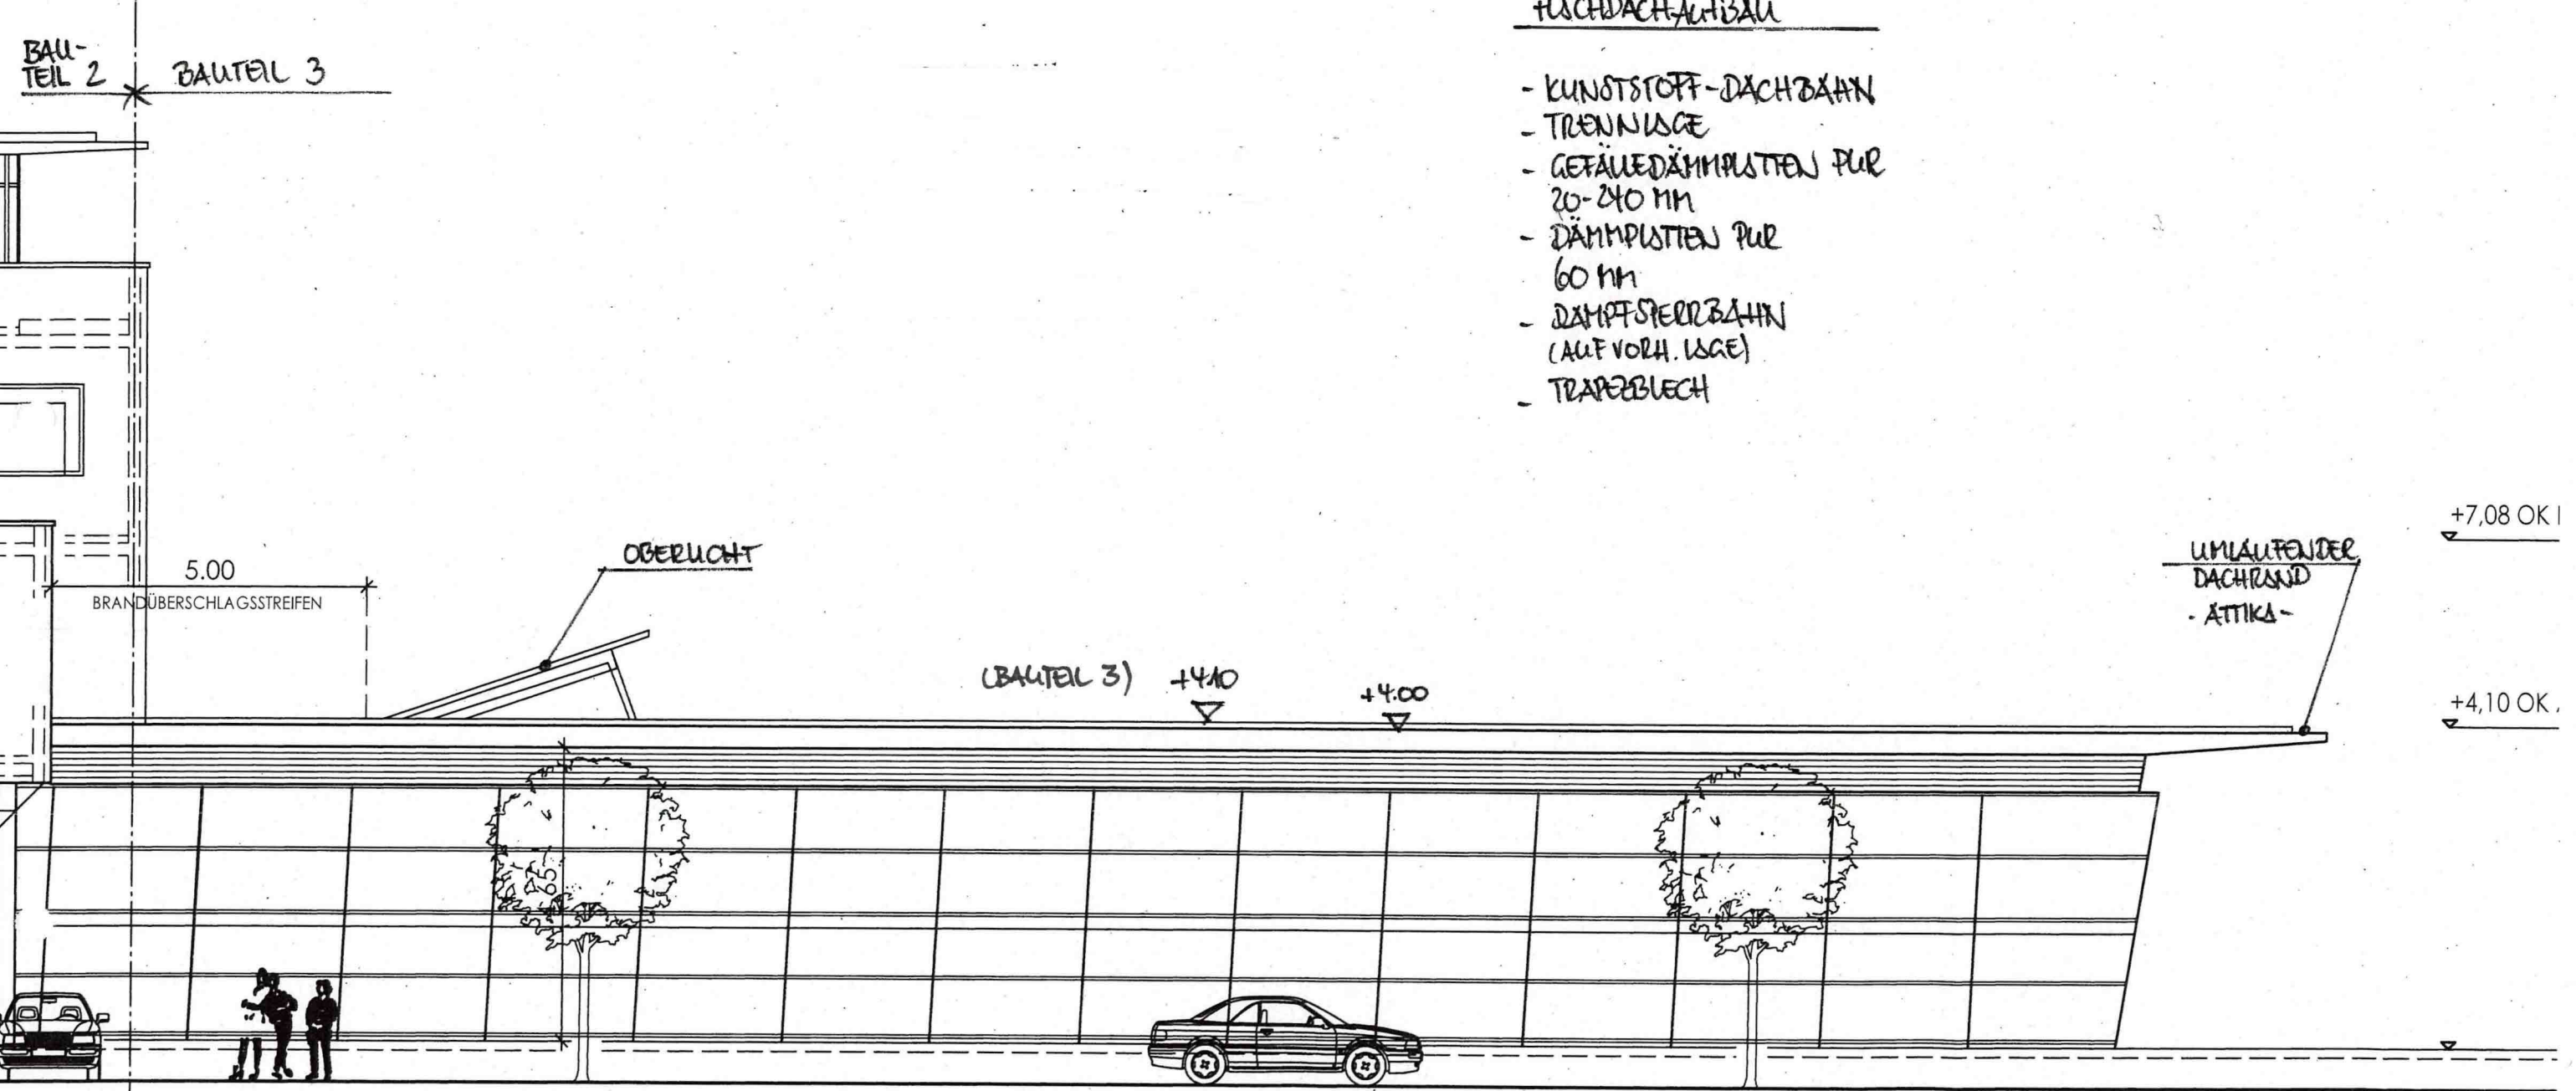 FLACHDACHAUFBAU
BAU-
TEIL 2
BAUTEIL 3
- KUNSTSTOFF-DACHBAHN
- TRENNLAGE
- GEFÄLLEDÄMMPLATTEN PUR
20-240 MM
- DÄMMPLATTEN PUR
60 MM
- DAMPFSPERRBAHN
(AUF VORH. LAGE)
- TRAPEZBLECH
+7,08 OK
OBERLICHT
UMLAUFENDER
DACHRAND
- ATTIKA -
5.00
BRANDÜBERSCHLAGSSTREIFEN
(BAUTEIL 3)
+4.10
+4.00
+4,10 OK